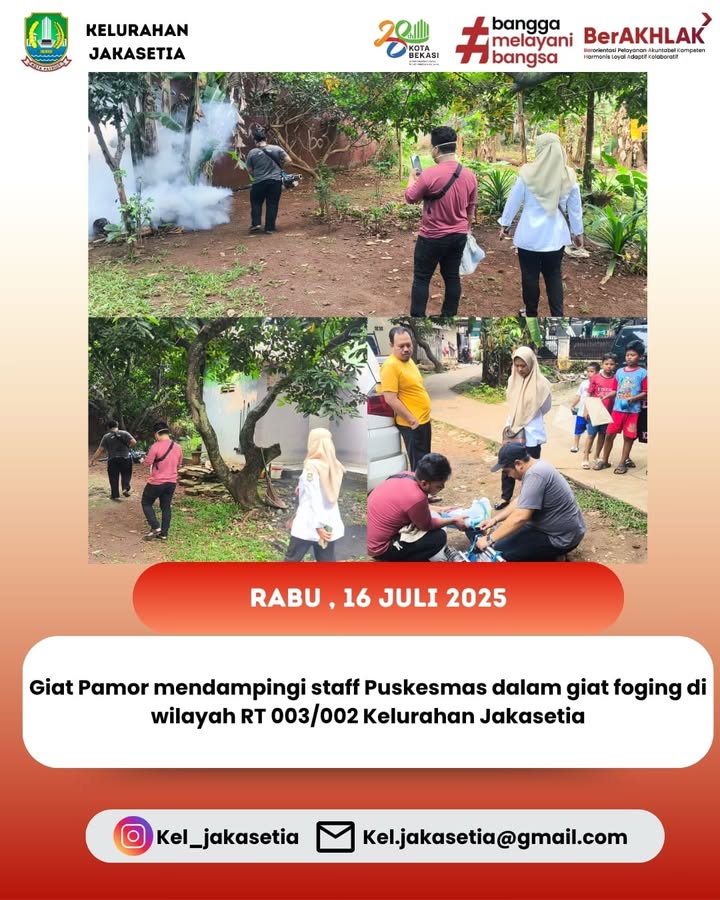 KELURAHAN
JAKASETIA
KOTA
BEKASI
#bangga
melayani
bangsa
BerAKHLAK
Berorientasi Pelayanan Akuntabel Kompeten
Harmonis Loyal Adaptif Kolaboratif
RABU , 16 JULI 2025
Giat Pamor mendampingi staff Puskesmas dalam giat foging di
wilayah RT 003/002 Kelurahan Jakasetia
Kel_jakasetia
Kel.jakasetia@gmail.com